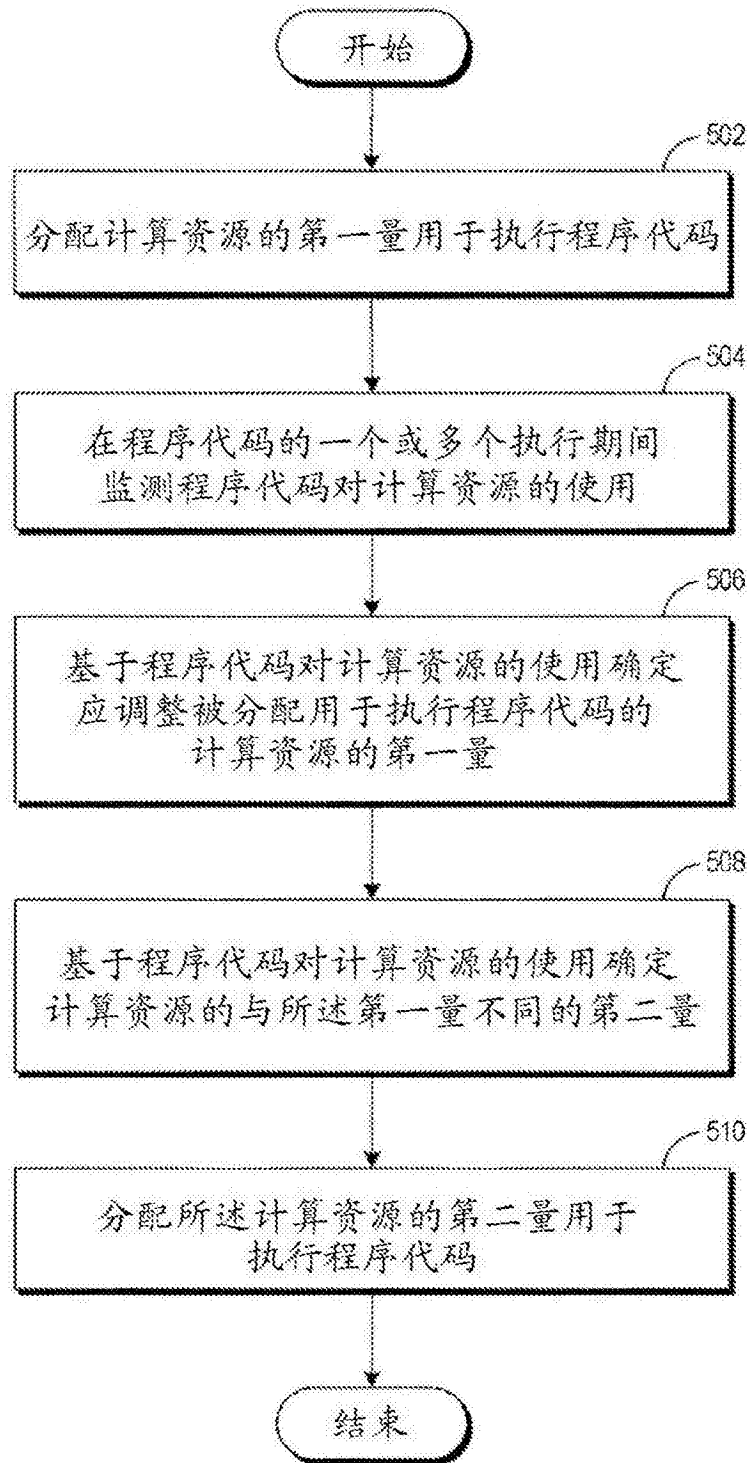 开始
502
分配计算资源的第一量用于执行程序代码
504
在程序代码的一个或多个执行期间
监测程序代码对计算资源的使用
506
基于程序代码对计算资源的使用确定
应调整被分配用于执行程序代码的
计算资源的第一量
508
基于程序代码对计算资源的使用确定
计算资源的与所述第一量不同的第二量
510
分配所述计算资源的第二量用于
执行程序代码
结束